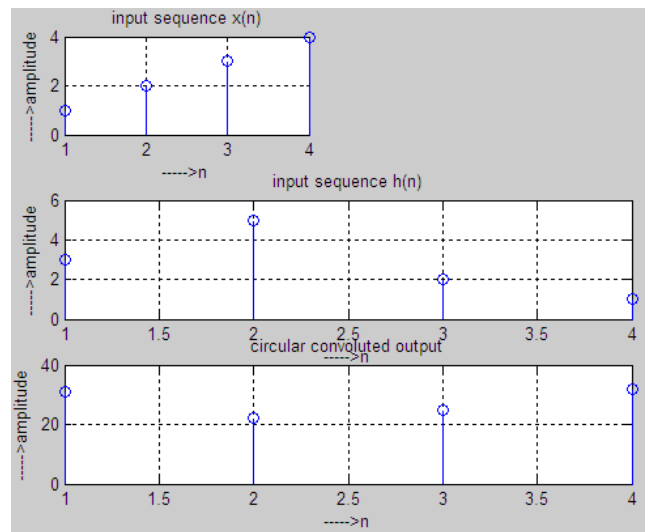 input sequence x(n)
---->amplitude
4
2
0
1 2 3 4
---->n
input sequence h(n)
---->amplitude
6
4
2
0
1 1.5 2 2.5 3 3.5 4
---->n
circular convoluted output
---->amplitude
40
20
0
1 1.5 2 2.5 3 3.5 4
---->n